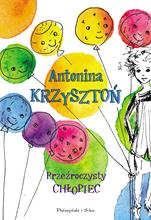 Antonina
KRZYSZTOŃ
Przeźroczysty
CHŁOPIEC
Prószyński i S-ka